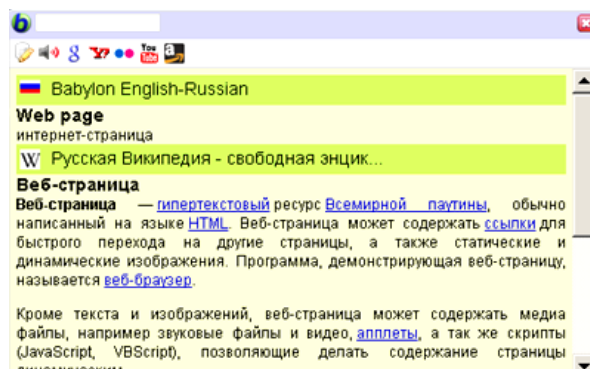 Babylon English-Russian
Web page
интернет-страница
W Русская Википедия - свободная энцик...
Веб-страница
Веб-страница — гипертекстовый ресурс Всемирной паутины, обычно
написанный на языке HTML. Веб-страница может содержать ссылки для
быстрого перехода на другие страницы, а также статические и
динамические изображения. Программа, демонстрирующая веб-страницу,
называется веб-браузер.
Кроме текста и изображений, веб-страница может содержать медиа
файлы, например звуковые файлы и видео, апплеты, а так же скрипты
(JavaScript, VBScript), позволяющие делать содержание страницы